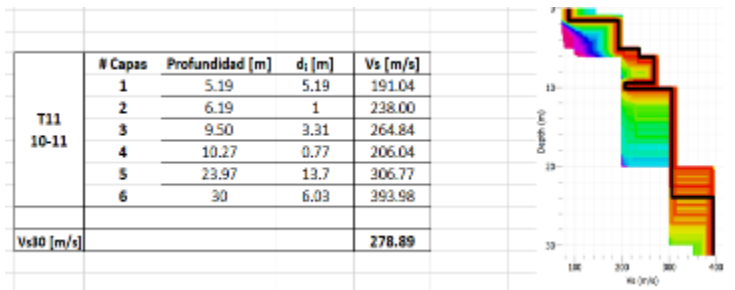 # Capas Profundidad [m] di [m] Vs [m/s]
T11
10-11
1 5.19 5.19 191.04
2 6.19 1 238.00
3 9.50 3.31 264.84
4 10.27 0.77 206.04
5 23.97 13.7 306.77
6 30 6.03 393.98
Vs30 [m/s] 278.89
Depth (m)
10
20
30
100 200 300 400
Vs (m/s)